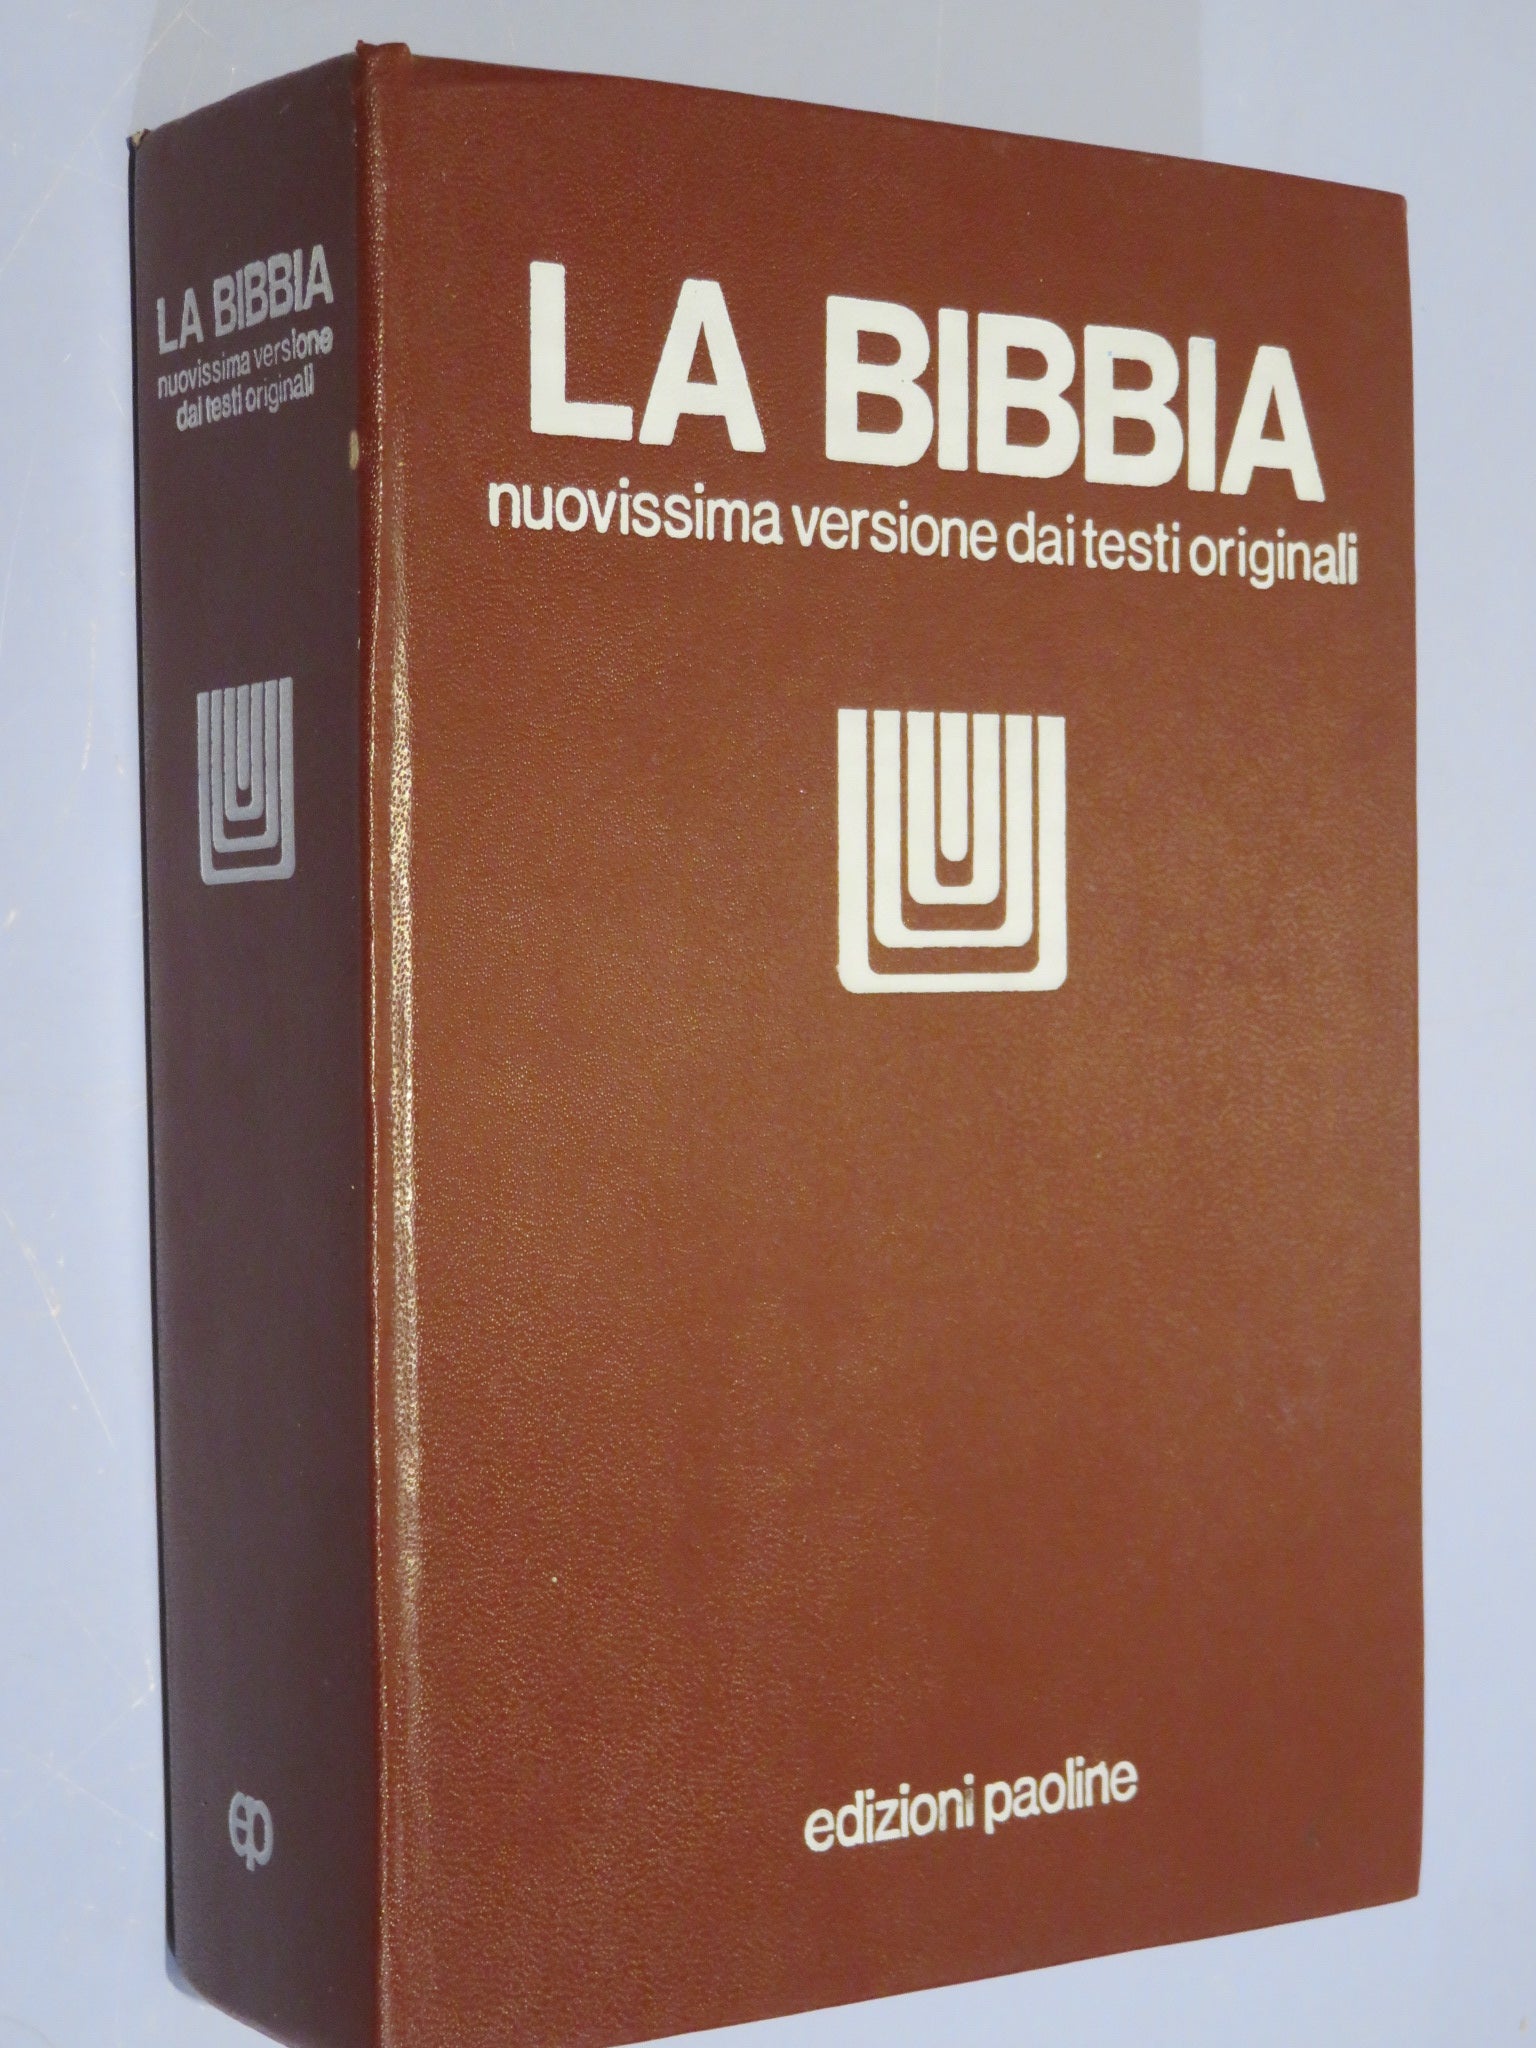 LA BIBBIA
nuovissima versione
dai testi originali
ep
LA BIBBIA
nuovissima versione dai testi originali
edizioni paoline